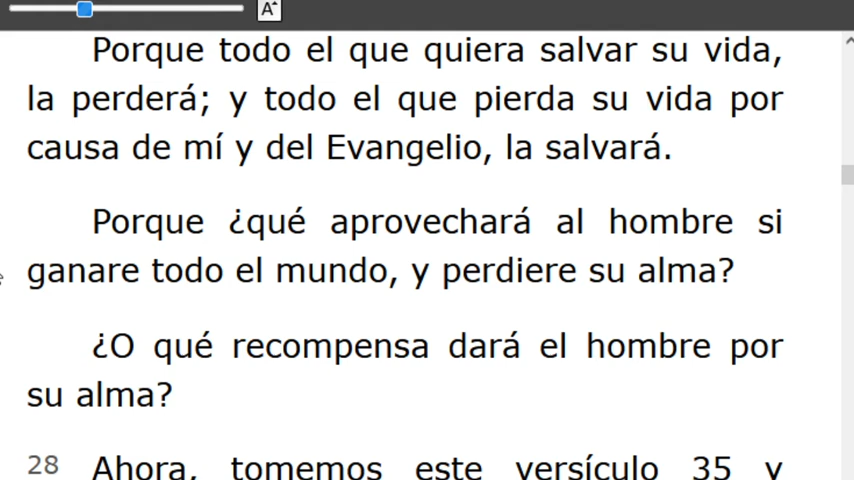 A
Porque todo el que quiera salvar su vida,
la perderá; y todo el que pierda su vida por
causa de mí y del Evangelio, la salvará.
Porque ¿qué aprovechará al hombre si
ganare todo el mundo, y perdiere su alma?
¿O qué recompensa dará el hombre por
su alma?
28 Ahora, tomemos este versículo 35 y